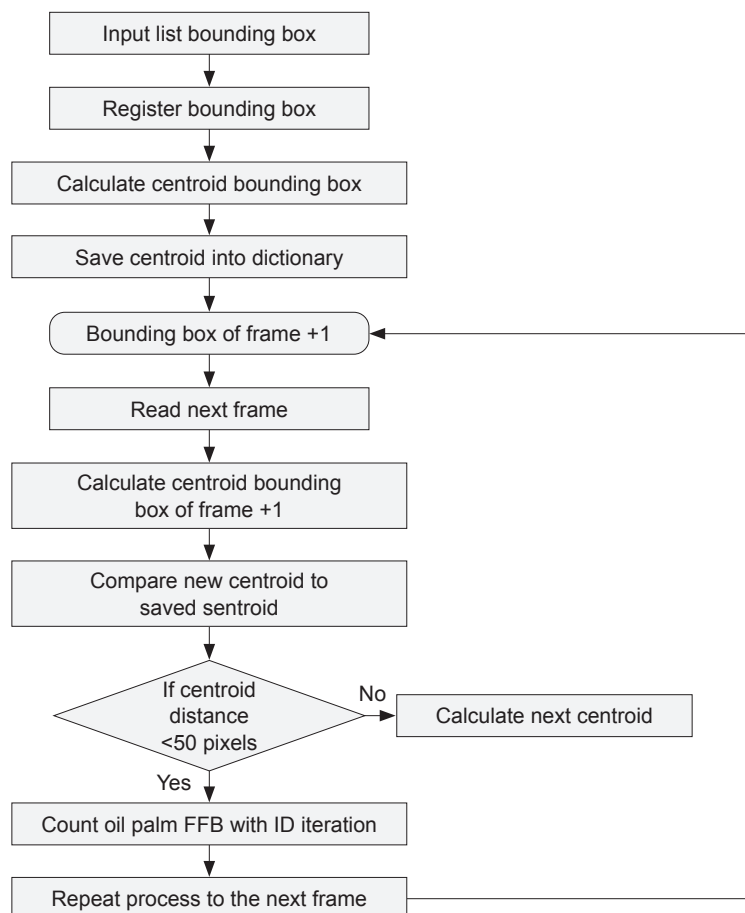 Input list bounding box
Register bounding box
Calculate centroid bounding box
Save centroid into dictionary
Bounding box of frame +1
Read next frame
Calculate centroid bounding
box of frame +1
Compare new centroid to
saved sentroid
If centroid
distance
<50 pixels
No
Calculate next centroid
Yes
Count oil palm FFB with ID iteration
Repeat process to the next frame